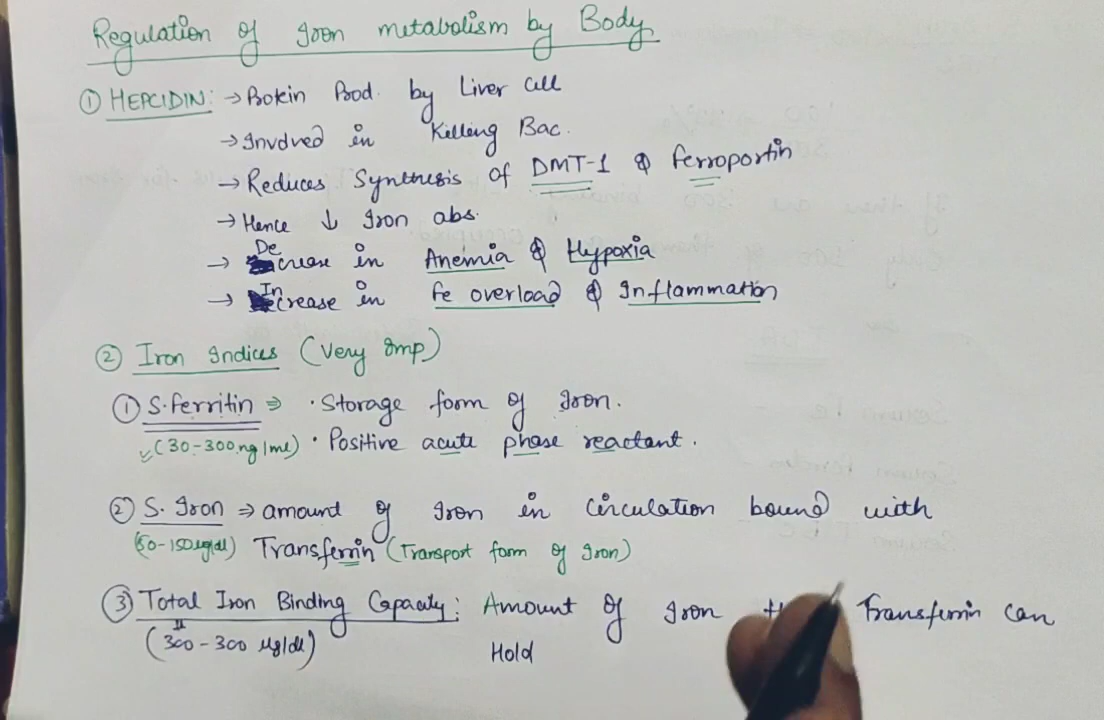 Regulation of Iron metabolism by Body
① HEPCIDIN: → Protein Prod. by Liver cell
→ Involved in Killing Bac.
→ Reduces Synthesis of DMT-1 & ferroportin
→ Hence ↓ Iron abs.
→ Decrease in Anemia & Hypoxia
→ Increase in Fe overload & Inflammation
② Iron Indices (Very Imp)
① S.ferritin ⇒ • Storage form of Iron.
(30-300 ng/ml) • Positive acute phase reactant.
② S. Iron ⇒ amount of Iron in Circulation bound with
(50-150 µg/dl) Transferrin (Transport form of Iron)
③ Total Iron Binding Capacity: Amount of Iron Transferrin can
(300-300 µg/dl) Hold